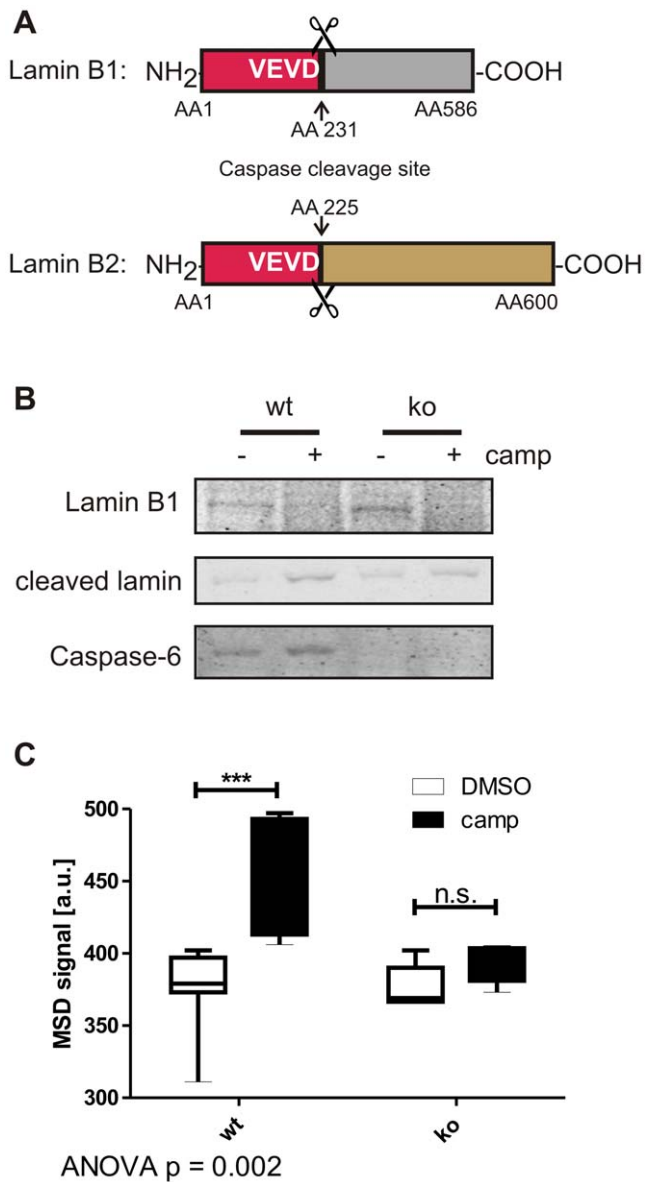 A
Lamin B1: NH2- VEVD -COOH
AA1 AA586
AA 231
Caspase cleavage site
AA 225
Lamin B2: NH2- VEVD -COOH
AA1 AA600
B
wt ko
- + - + camp
Lamin B1
cleaved lamin
Caspase-6
C
*** DMSO
camp
n.s.
MSD signal [a.u.]
500
450
400
350
300
wt ko
ANOVA p = 0.002